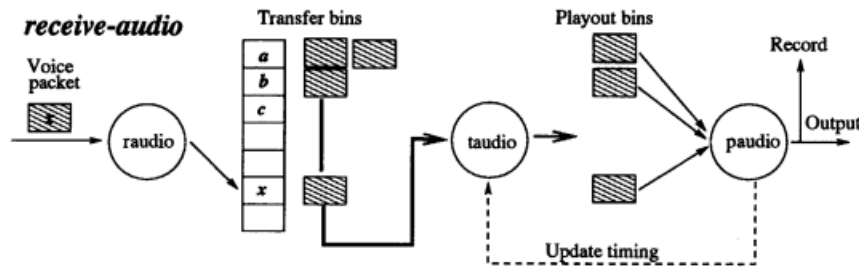 receive-audio
Transfer bins
Playout bins
Voice
packet
x
raudio
a
b
c
x
taudio
paudio
Record
Output
Update timing